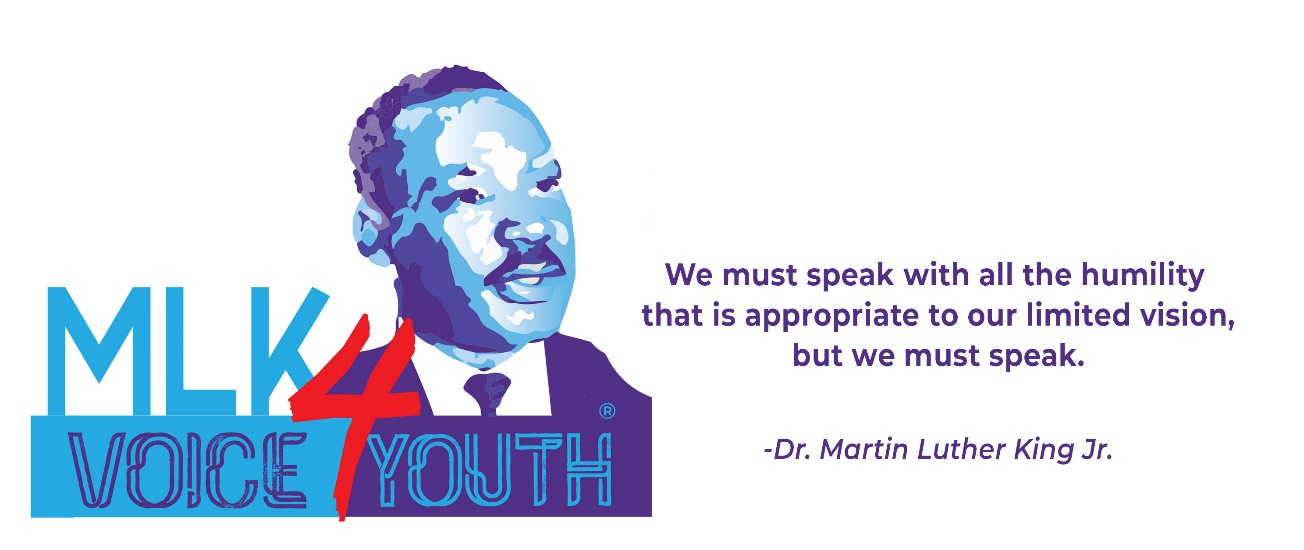 MLK
4
VOICE YOUTH
®
We must speak with all the humility
that is appropriate to our limited vision,
but we must speak.
-Dr. Martin Luther King Jr.